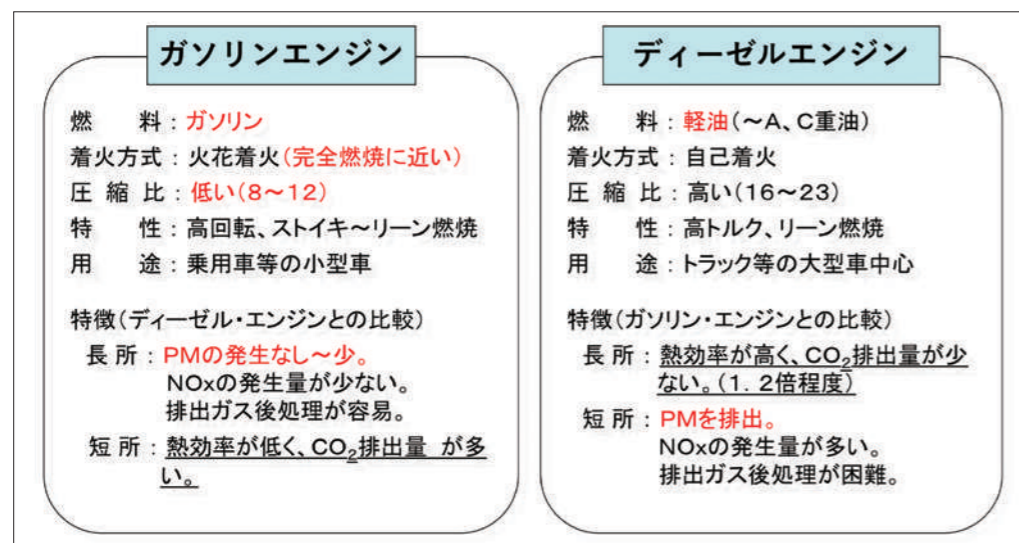 ガソリンエンジン
燃　　料：ガソリン
着火方式：火花着火(完全燃焼に近い)
圧 縮 比：低い(8～12)
特　　性：高回転、ストイキ～リーン燃焼
用　　途：乗用車等の小型車
特徴(ディーゼル・エンジンとの比較)
長所：PMの発生なし～少。
NOxの発生量が少ない。
排出ガス後処理が容易。
短所：熱効率が低く、CO₂排出量 が多
い。
ディーゼルエンジン
燃　　料：軽油(～A、C重油)
着火方式：自己着火
圧 縮 比：高い(16～23)
特　　性：高トルク、リーン燃焼
用　　途：トラック等の大型車中心
特徴(ガソリン・エンジンとの比較)
長所：熱効率が高く、CO₂排出量が少
ない。(1．2倍程度)
短所：PMを排出。
NOxの発生量が多い。
排出ガス後処理が困難。